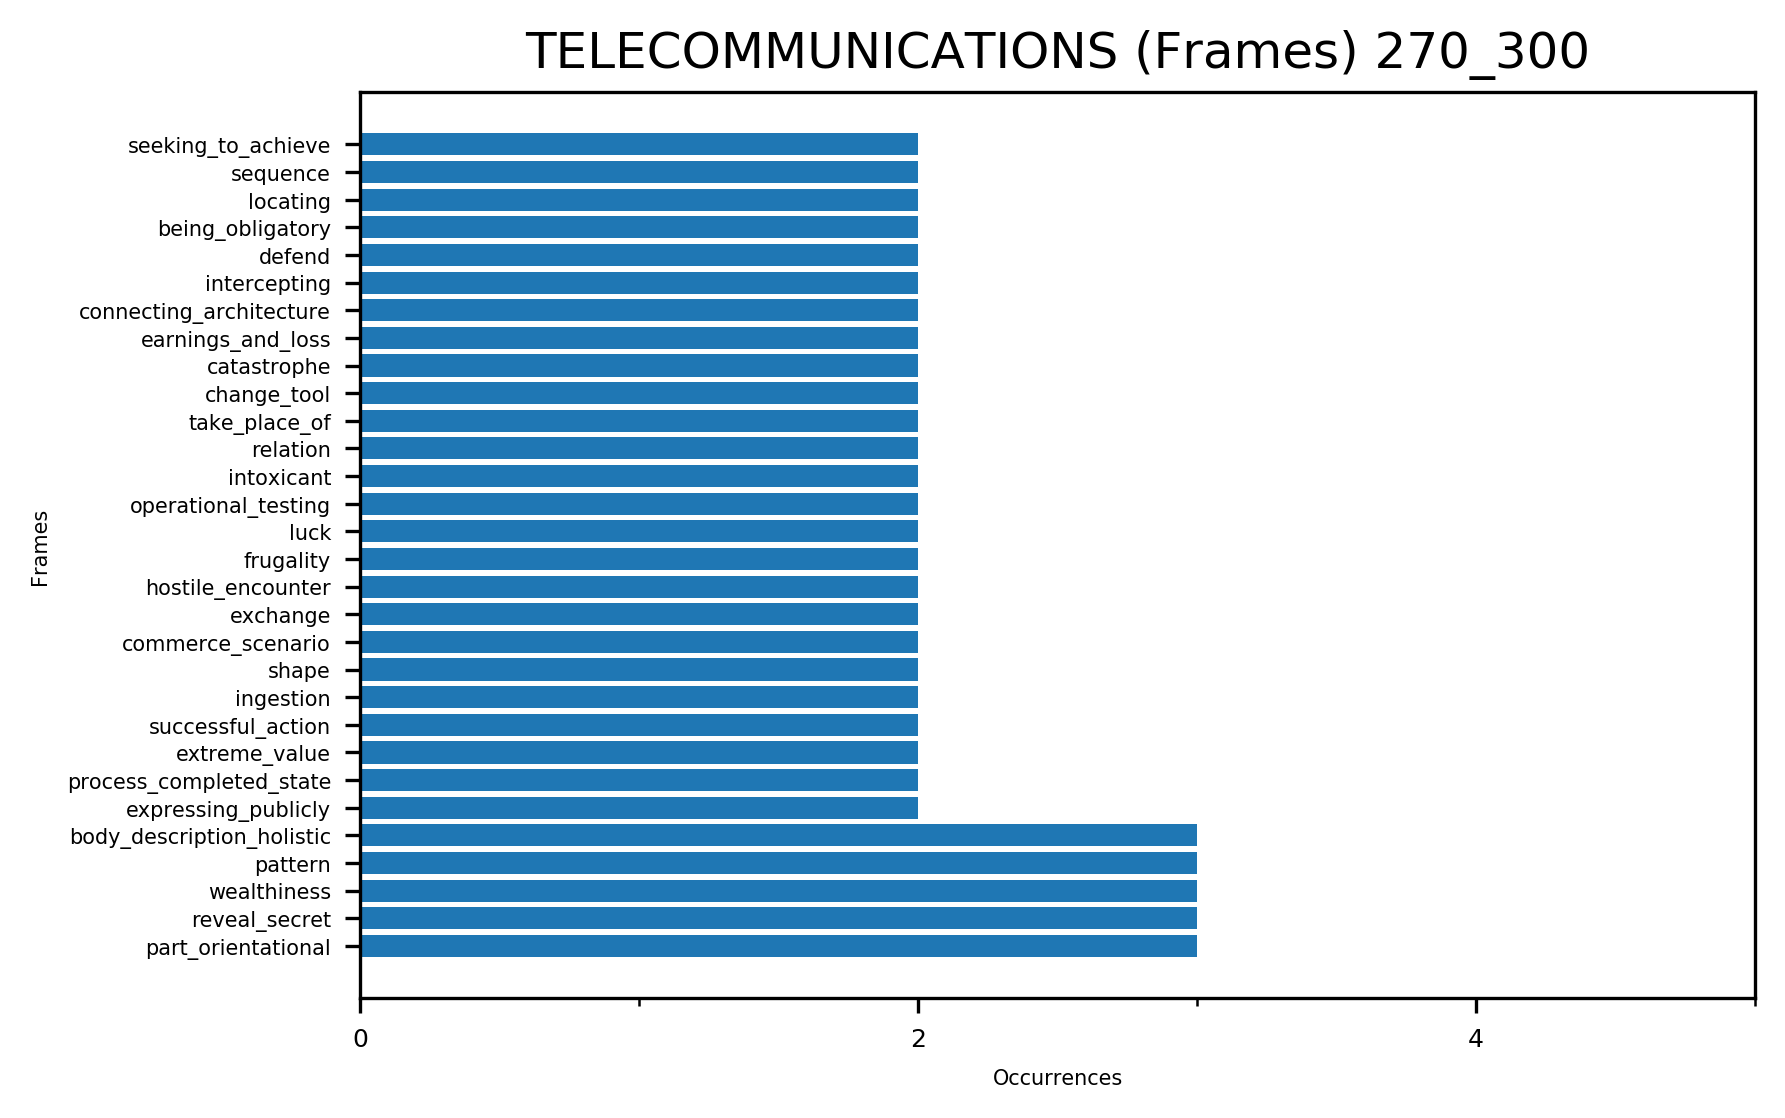 TELECOMMUNICATIONS (Frames) 270_300
seeking_to_achieve
sequence
locating
being_obligatory
defend
intercepting
connecting_architecture
earnings_and_loss
catastrophe
change_tool
take_place_of
relation
intoxicant
operational_testing
luck
frugality
hostile_encounter
exchange
commerce_scenario
shape
ingestion
successful_action
extreme_value
process_completed_state
expressing_publicly
body_description_holistic
pattern
wealthiness
reveal_secret
part_orientational
Frames
0 2 4
Occurrences